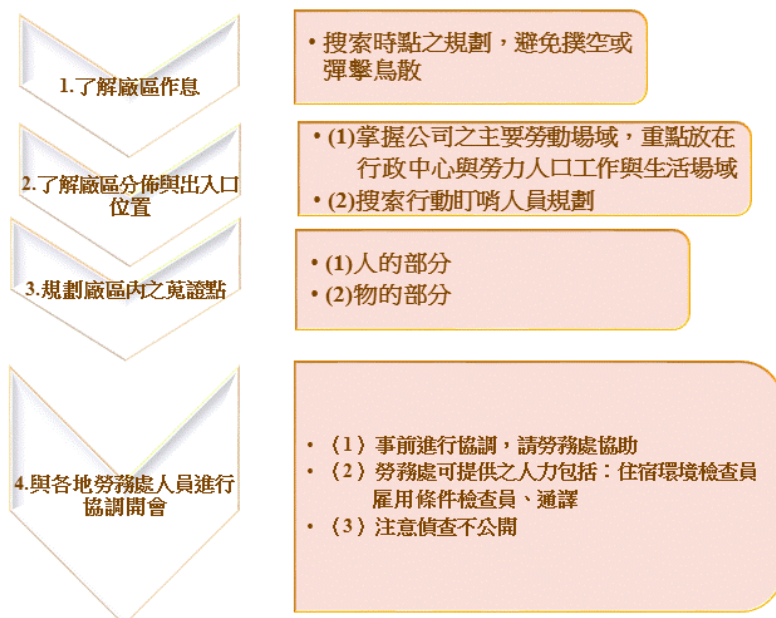 1.了解廠區作息
• 搜索時點之規劃，避免撲空或
彈擊鳥散
2.了解廠區分佈與出入口
位置
• (1)掌握公司之主要勞動場域，重點放在
行政中心與勞力人口工作與生活場域
• (2)搜索行動盯哨人員規劃
3.規劃廠區內之蒐證點
• (1)人的部分
• (2)物的部分
4.與各地勞務處人員進行
協調開會
• （1）事前進行協調，請勞務處協助
• （2）勞務處可提供之人力包括：住宿環境檢查員
雇用條件檢查員、通譯
• （3）注意偵查不公開